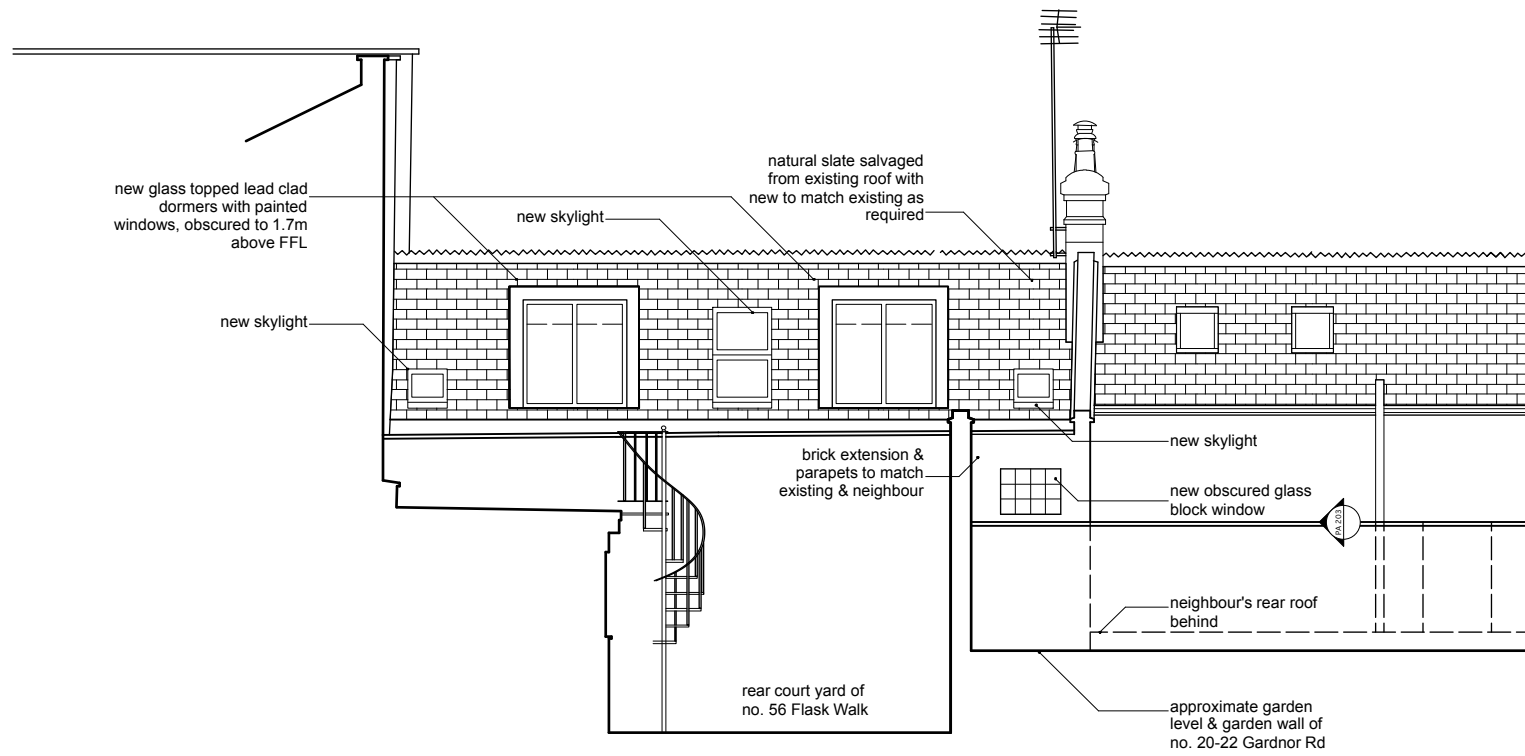 natural slate salvaged
from existing roof with
new to match existing as
required
new glass topped lead clad
dormers with painted
windows, obscured to 1.7m
above FFL
new skylight
new skylight
new skylight
brick extension &
parapets to match
existing & neighbour
new obscured glass
block window
PA 203
neighbour's rear roof
behind
rear court yard of
no. 56 Flask Walk
approximate garden
level & garden wall of
no. 20-22 Gardnor Rd